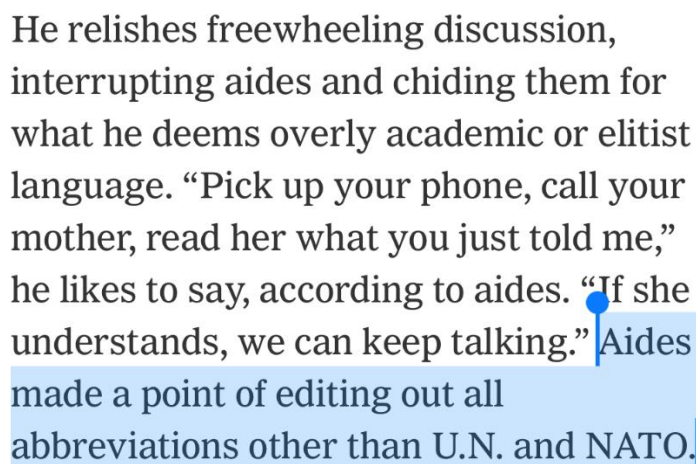 He relishes freewheeling discussion,
interrupting aides and chiding them for
what he deems overly academic or elitist
language. “Pick up your phone, call your
mother, read her what you just told me,”
he likes to say, according to aides. “If she
understands, we can keep talking.” Aides
made a point of editing out all
abbreviations other than U.N. and NATO.